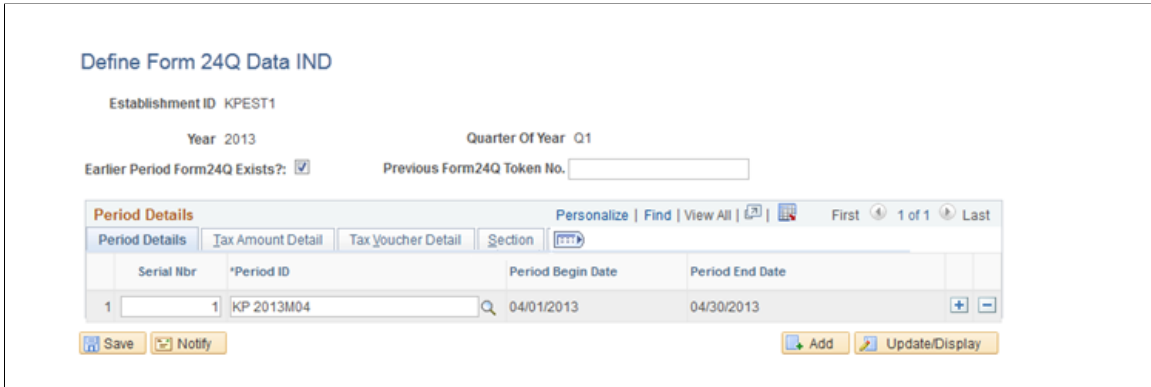 Define Form 24Q Data IND
Establishment ID KPEST1
Year 2013 Quarter Of Year Q1
Earlier Period Form24Q Exists?: Previous Form24Q Token No.
Period Details Personalize | Find | View All | | First 1 of 1 Last
Period Details Tax Amount Detail Tax Voucher Detail Section
Serial Nbr *Period ID Period Begin Date Period End Date
1 1 KP 2013M04 04/01/2013 04/30/2013
Save Notify Add Update/Display